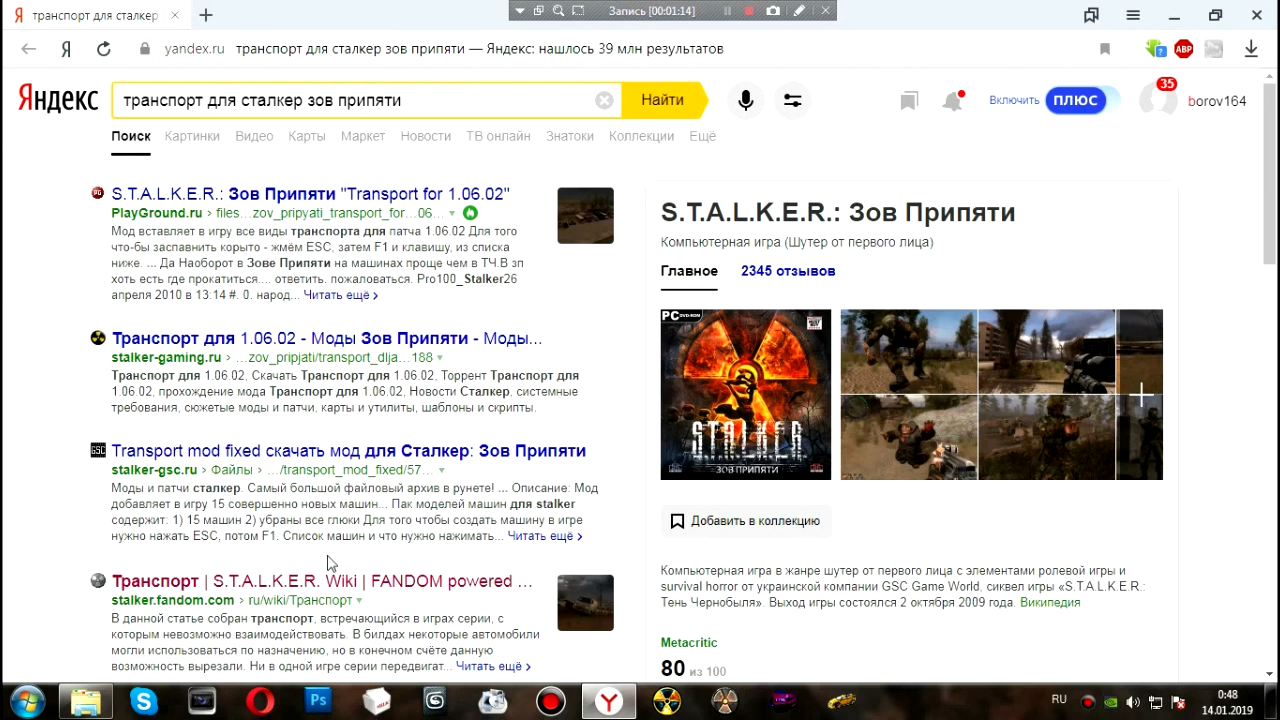 транспорт для сталкер
Запись [00:01:14]
yandex.ru транспорт для сталкер зов припяти — Яндекс: нашлось 39 млн результатов
ABP
Яндекс
транспорт для сталкер зов припяти
Найти
Включить ПЛЮС
35
borov164
Поиск Картинки Видео Карты Маркет Новости ТВ онлайн Знатоки Коллекции Ещё
S.T.A.L.K.E.R.: Зов Припяти "Transport for 1.06.02"
PlayGround.ru › files...zov_pripyati_transport_for...06...
Мод вставляет в игру все виды транспорта для патча 1.06.02 Для того
что-бы заспавнить корыто - жмём ESC, затем F1 и клавишу, из списка
ниже. ... Да Наоборот в Зове Припяти на машинах проще чем в ТЧ.В зп
хоть есть где прокатиться.... ответить. пожаловаться. Pro100_Stalker26
апреля 2010 в 13:14 #. 0. народ... Читать ещё ›
Транспорт для 1.06.02 - Моды Зов Припяти - Моды...
stalker-gaming.ru › ...zov_pripjati/transport_dlja...188
Транспорт для 1.06.02, Скачать Транспорт для 1.06.02, Торрент Транспорт для
1.06.02, прохождение мода Транспорт для 1.06.02, Новости Сталкер, системные
требования, сюжетые моды и патчи, карты и утилиты, шаблоны и скрипты.
GSC
Transport mod fixed скачать мод для Сталкер: Зов Припяти
stalker-gsc.ru › Файлы › .../transport_mod_fixed/57...
Моды и патчи сталкер. Самый большой файловый архив в рунете! ... Описание: Мод
добавляет в игру 15 совершенно новых машин... Пак моделей машин для stalker
содержит: 1) 15 машин 2) убраны все глюки Для того чтобы создать машину в игре
нужно нажать ESC, потом F1. Список машин и что нужно нажимать... Читать ещё ›
Транспорт | S.T.A.L.K.E.R. Wiki | FANDOM powered ...
stalker.fandom.com › ru/wiki/Транспорт
В данной статье собран транспорт, встречающийся в играх серии, с
которым невозможно взаимодействовать. В билдах некоторые автомобили
могли использоваться по назначению, но в конечном счёте данную
возможность вырезали. Ни в одной игре серии передвигат... Читать ещё ›
S.T.A.L.K.E.R.: Зов Припяти
Компьютерная игра (Шутер от первого лица)
Главное 2345 отзывов
PC DVD-ROM
STALKER
ЗОВ ПРИПЯТИ
Добавить в коллекцию
Компьютерная игра в жанре шутер от первого лица с элементами ролевой игры и
survival horror от украинской компании GSC Game World, сиквел игры «S.T.A.L.K.E.R.:
Тень Чернобыля». Выход игры состоялся 2 октября 2009 года. Википедия
Metacritic
80 из 100
Ps
RU
0:48
14.01.2019